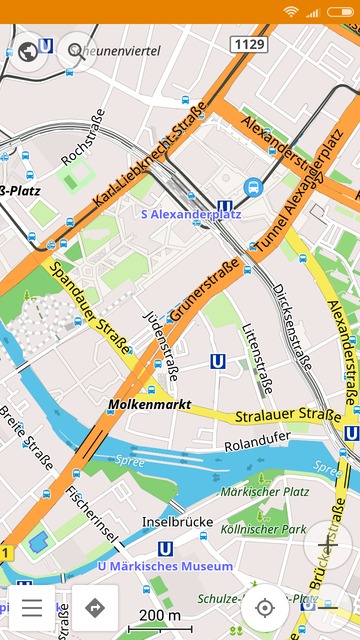 U
Scheunenviertel
1129
Rochstraße
Karl-Liebknecht-Straße
Alexanderstraße
ß-Platz
U
S Alexanderplatz
Tunnel Alexanderplatz
Spandauer Straße
Grunerstraße
Dircksenstraße
Jüdenstraße
Littenstraße
Alexanderstraße
U
Molkenmarkt
Stralauer Straße
Breite Straße
Rolandufer
U
Spree
Spree
Märkischer Platz
Fischerinsel
Inselbrücke
Köllnischer Park
1
U
U Märkisches Museum
Brückenstraße
U
Schulze-
U
200 m